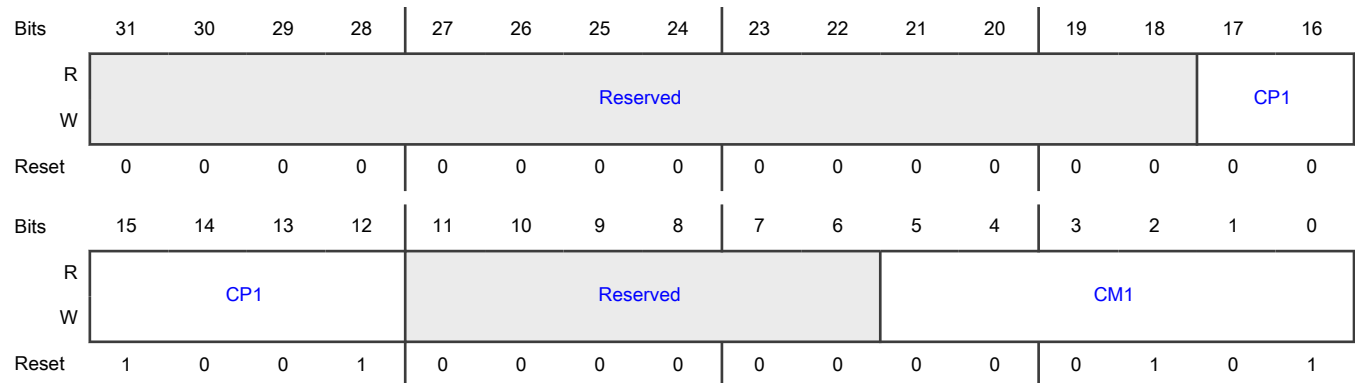 Bits 31 30 29 28 27 26 25 24 23 22 21 20 19 18 17 16
R
Reserved CP1
W
Reset 0 0 0 0 0 0 0 0 0 0 0 0 0 0 0 0
Bits 15 14 13 12 11 10 9 8 7 6 5 4 3 2 1 0
R
CP1 Reserved CM1
W
Reset 1 0 0 1 0 0 0 0 0 0 0 0 0 1 0 1